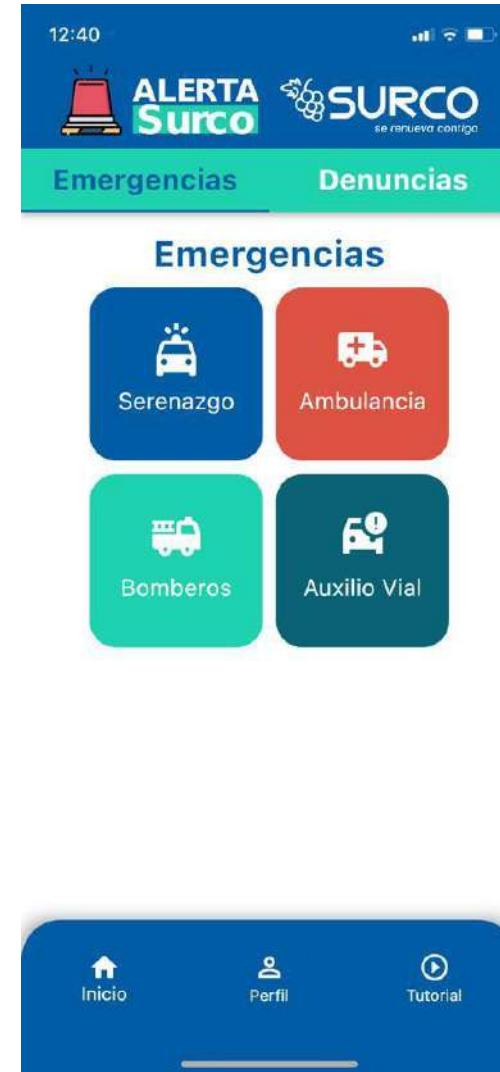 12:40
ALERTA
Surco
SURCO
se renueva contigo
Emergencias
Denuncias
Emergencias
Serenazgo
Ambulancia
Bomberos
Auxilio Vial
Inicio
Perfil
Tutorial